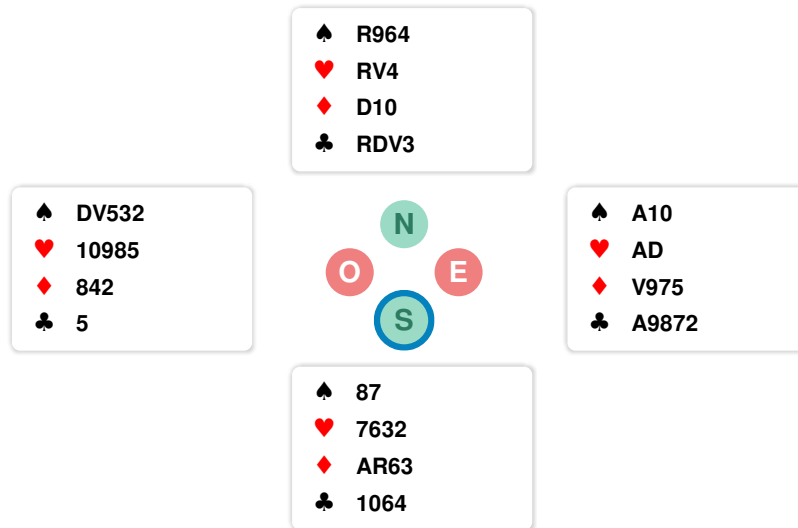 ♠ R964
♥ RV4
♦ D10
♣ RDV3
♠ DV532
♥ 10985
♦ 842
♣ 5
N
O E
S
♠ A10
♥ AD
♦ V975
♣ A9872
♠ 87
♥ 7632
♦ AR63
♣ 1064